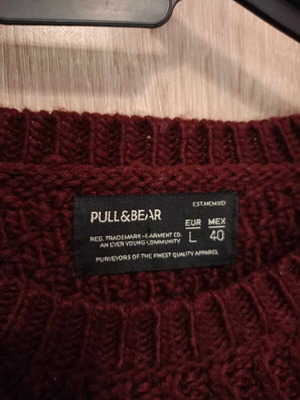 EST.MCMXCI
PULL&BEAR
EUR MEX
L 40
REG. TRADEMARK—GARMENT CO.
AN EVER YOUNG COMMUNITY
PURVEYORS OF THE FINEST QUALITY APPAREL